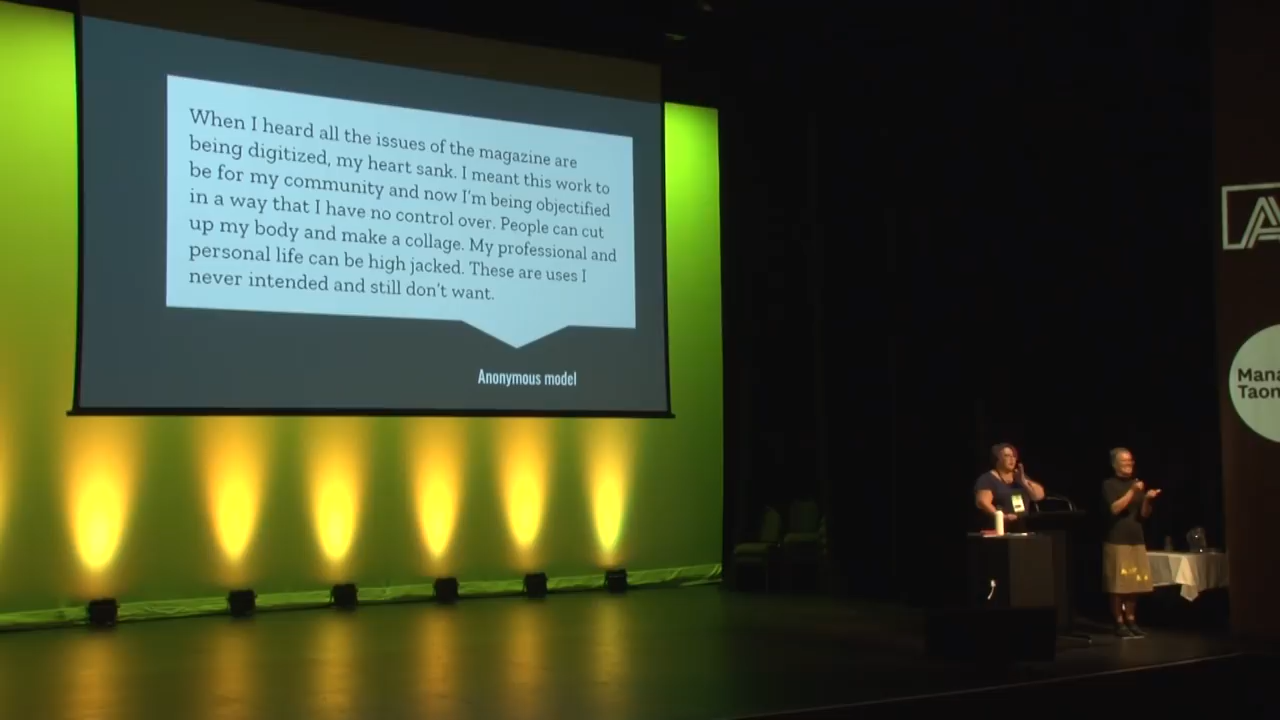 When I heard all the issues of the magazine are
being digitized, my heart sank. I meant this work to
be for my community and now I'm being objectified
in a way that I have no control over. People can cut
up my body and make a collage. My professional and
personal life can be high jacked. These are uses I
never intended and still don't want.
Anonymous model
Mana
Taon